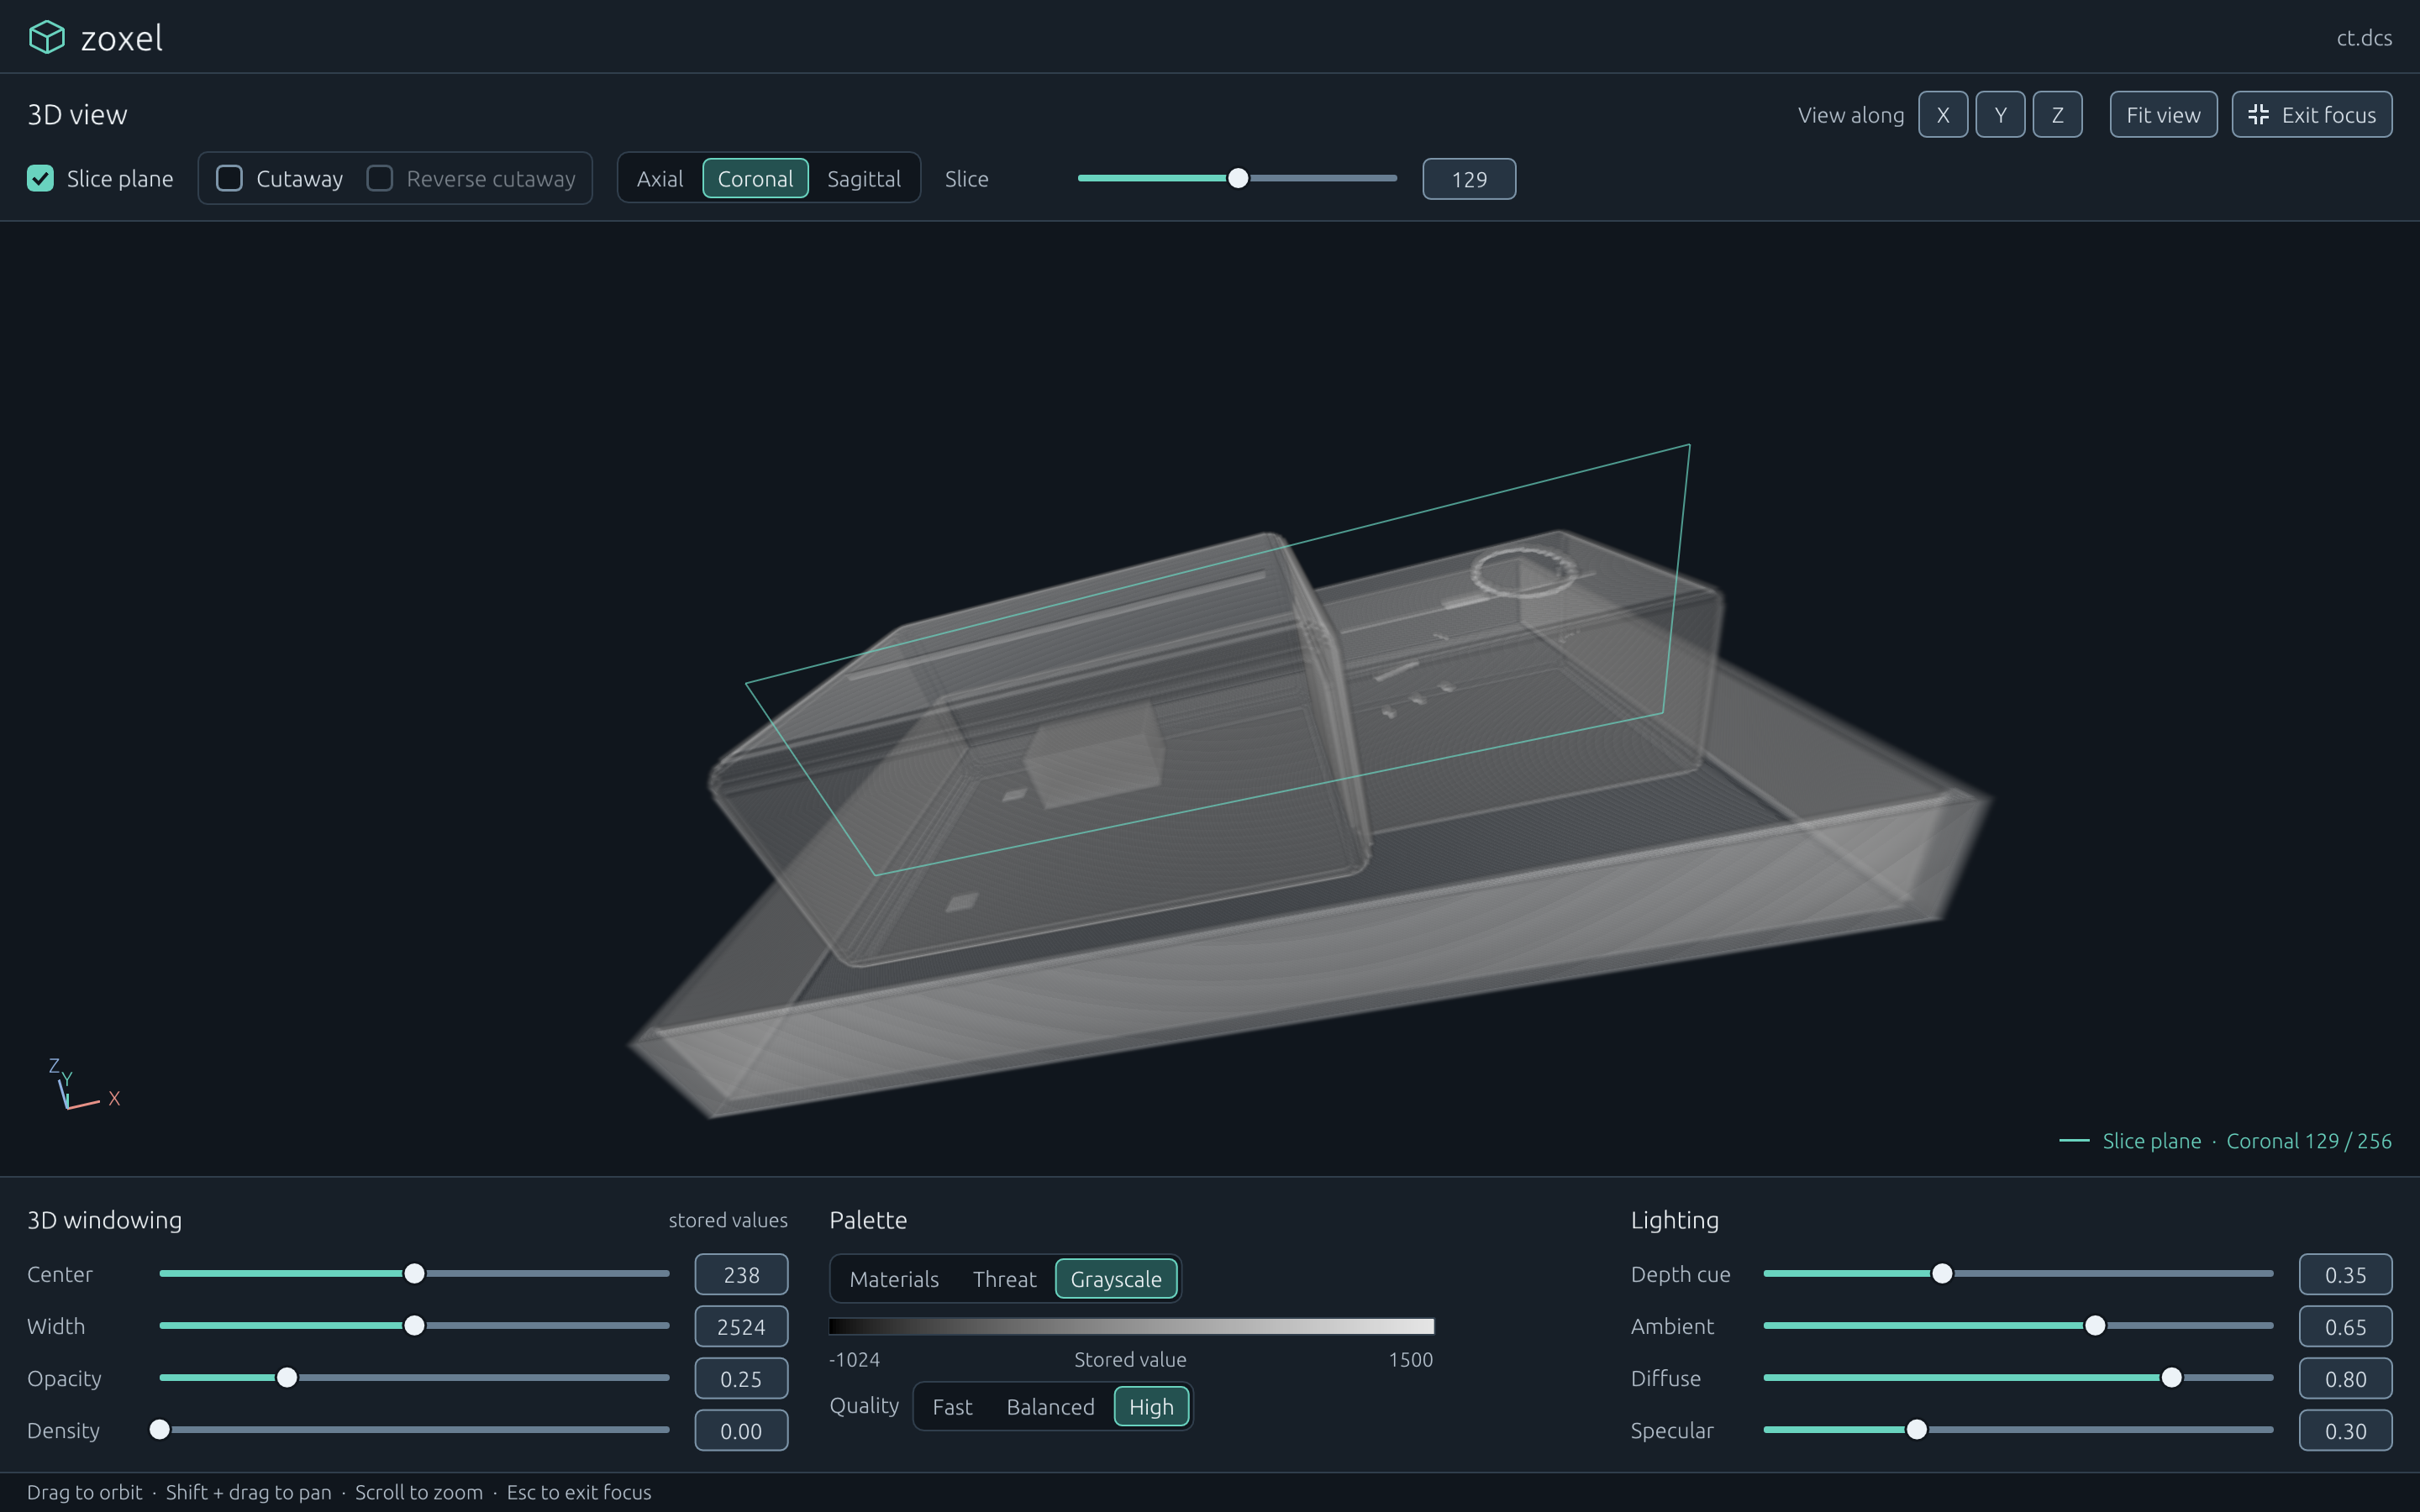 zoxel
ct.dcs
3D view
View along X Y Z Fit view Exit focus
Slice plane Cutaway Reverse cutaway Axial Coronal Sagittal Slice 129
Z
Y
X
Slice plane · Coronal 129 / 256
3D windowing stored values
Center 238
Width 2524
Opacity 0.25
Density 0.00
Palette
Materials Threat Grayscale
-1024 Stored value 1500
Quality Fast Balanced High
Lighting
Depth cue 0.35
Ambient 0.65
Diffuse 0.80
Specular 0.30
Drag to orbit · Shift + drag to pan · Scroll to zoom · Esc to exit focus